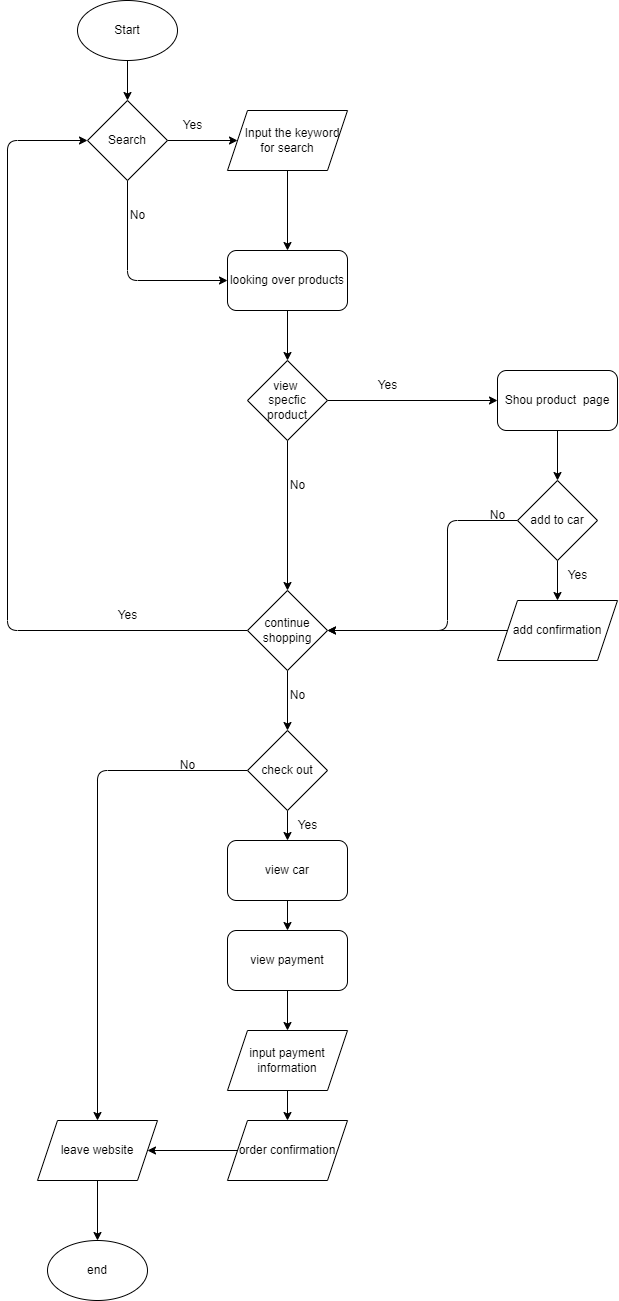 Start
Search
Yes
Input the keyword
for search
No
looking over products
view
specfic
product
Yes
Shou product  page
No
No
add to car
Yes
continue
shopping
Yes
add confirmation
No
check out
No
Yes
view car
view payment
input payment
information
leave website
order confirmation
end